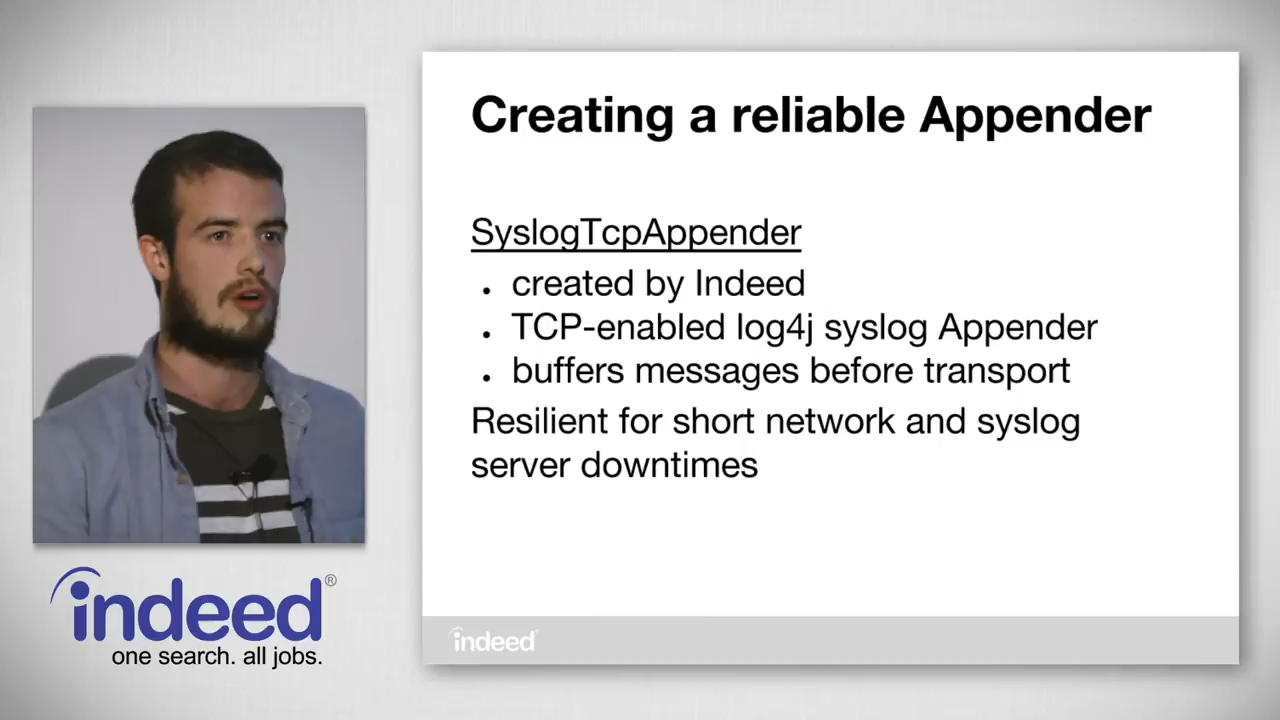 Creating a reliable Appender
SyslogTcpAppender
• created by Indeed
• TCP-enabled log4j syslog Appender
• buffers messages before transport
Resilient for short network and syslog
server downtimes
indeed
indeed®
one search. all jobs.